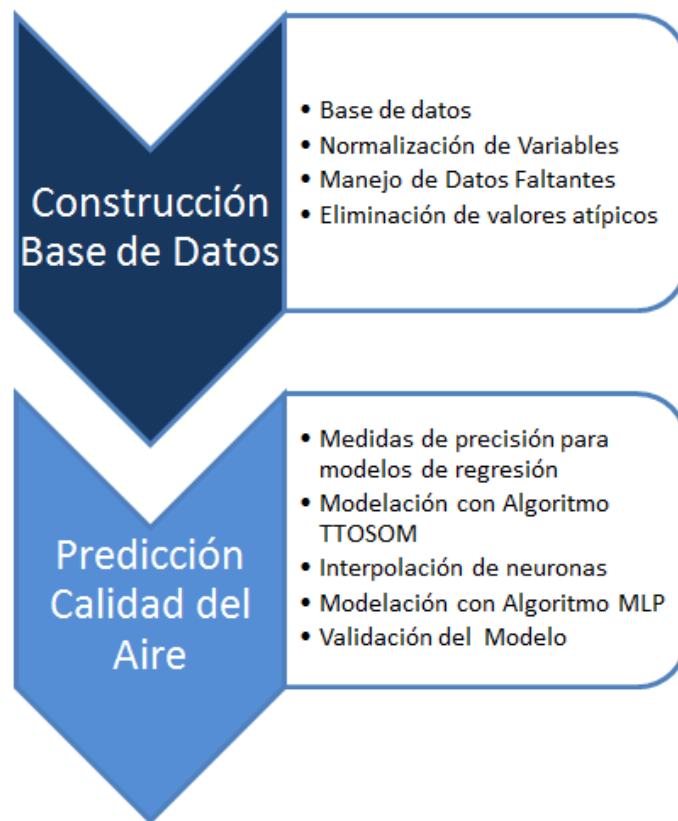 Construcción
Base de Datos
• Base de datos
• Normalización de Variables
• Manejo de Datos Faltantes
• Eliminación de valores atípicos
Predicción
Calidad del
Aire
• Medidas de precisión para
modelos de regresión
• Modelación con Algoritmo
TTOSOM
• Interpolación de neuronas
• Modelación con Algoritmo MLP
• Validación del Modelo